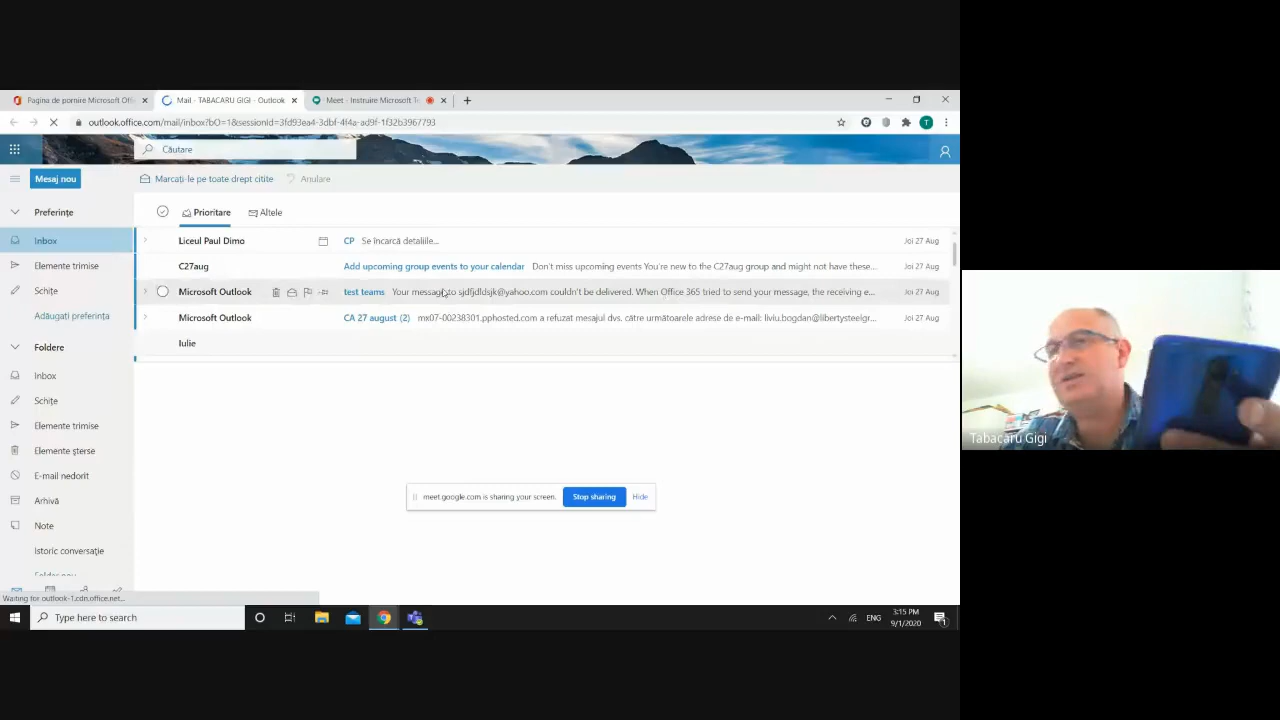 Pagina de pornire Microsoft Offi
Mail - TABACARU GIGI - Outlook
Meet - Instruire Microsoft Te
outlook.office.com/mail/inbox?bO=1&sessionId=3fd93ea4-3dbf-4f4a-ad9f-1f32b3967793
T
Căutare
Mesaj nou
Marcați-le pe toate drept citite
Anulare
Preferințe
Prioritare
Altele
Inbox
Liceul Paul Dimo
CP Se încarcă detaliile...
Joi 27 Aug
Elemente trimise
C27aug
Add upcoming group events to your calendar Don't miss upcoming events You're new to the C27aug group and might not have these...
Joi 27 Aug
Schițe
Microsoft Outlook
test teams Your message to sjdfjdldsjk@yahoo.com couldn't be delivered. When Office 365 tried to send your message, the receiving e...
Joi 27 Aug
Adăugați preferința
Microsoft Outlook
CA 27 august (2) mx07-00238301.pphosted.com a refuzat mesajul dvs. către următoarele adrese de e-mail: liviu.bogdan@libertysteelgr...
Joi 27 Aug
Foldere
Iulie
Inbox
Schițe
Elemente trimise
Elemente șterse
E-mail nedorit
Arhivă
Note
Istoric conversație
Folder nou
meet.google.com is sharing your screen.
Stop sharing
Hide
Waiting for outlook-1.cdn.office.net...
Type here to search
ENG
3:15 PM
9/1/2020
1
Tabacaru Gigi